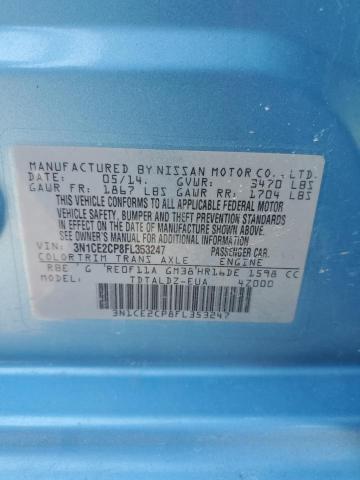 MANUFACTURED BY NISSAN MOTOR CO., LTD.
DATE: 05/14. GVWR: 3470 LBS
GAWR FR: 1867 LBS GAWR RR: 1704 LBS
THIS VEHICLE CONFORMS TO ALL APPLICABLE FEDERAL MOTOR
VEHICLE SAFETY, BUMPER, AND THEFT PREVENTION STANDARDS
IN EFFECT ON THE DATE OF MANUFACTURE SHOWN ABOVE.
SEE OWNER'S MANUAL FOR ADDITIONAL INFORMATION
VIN: 3N1CE2CP8FL353247 PASSENGER CAR.
COLOR TRIM TRANS AXLE ENGINE
RBE G RE0F11A GM38 HR16DE 1598 CC
MODEL TDTALDZ-EUA 47000
3N1CE2CP8FL353247